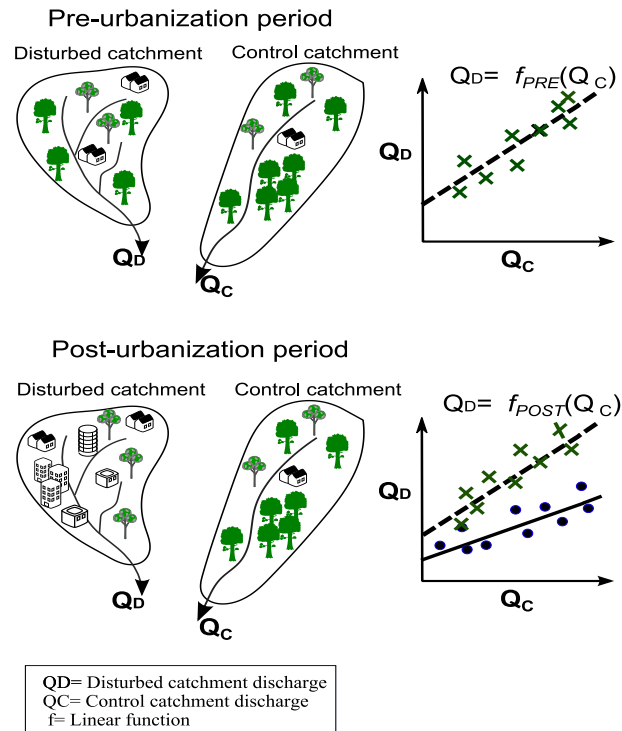 Pre-urbanization period
Disturbed catchment
Control catchment
QD= fPRE(QC)
QD
QC
QD
QC
Post-urbanization period
Disturbed catchment
Control catchment
QD= fPOST(QC)
QD
QC
QD
QC
QD= Disturbed catchment discharge
QC= Control catchment discharge
f= Linear function